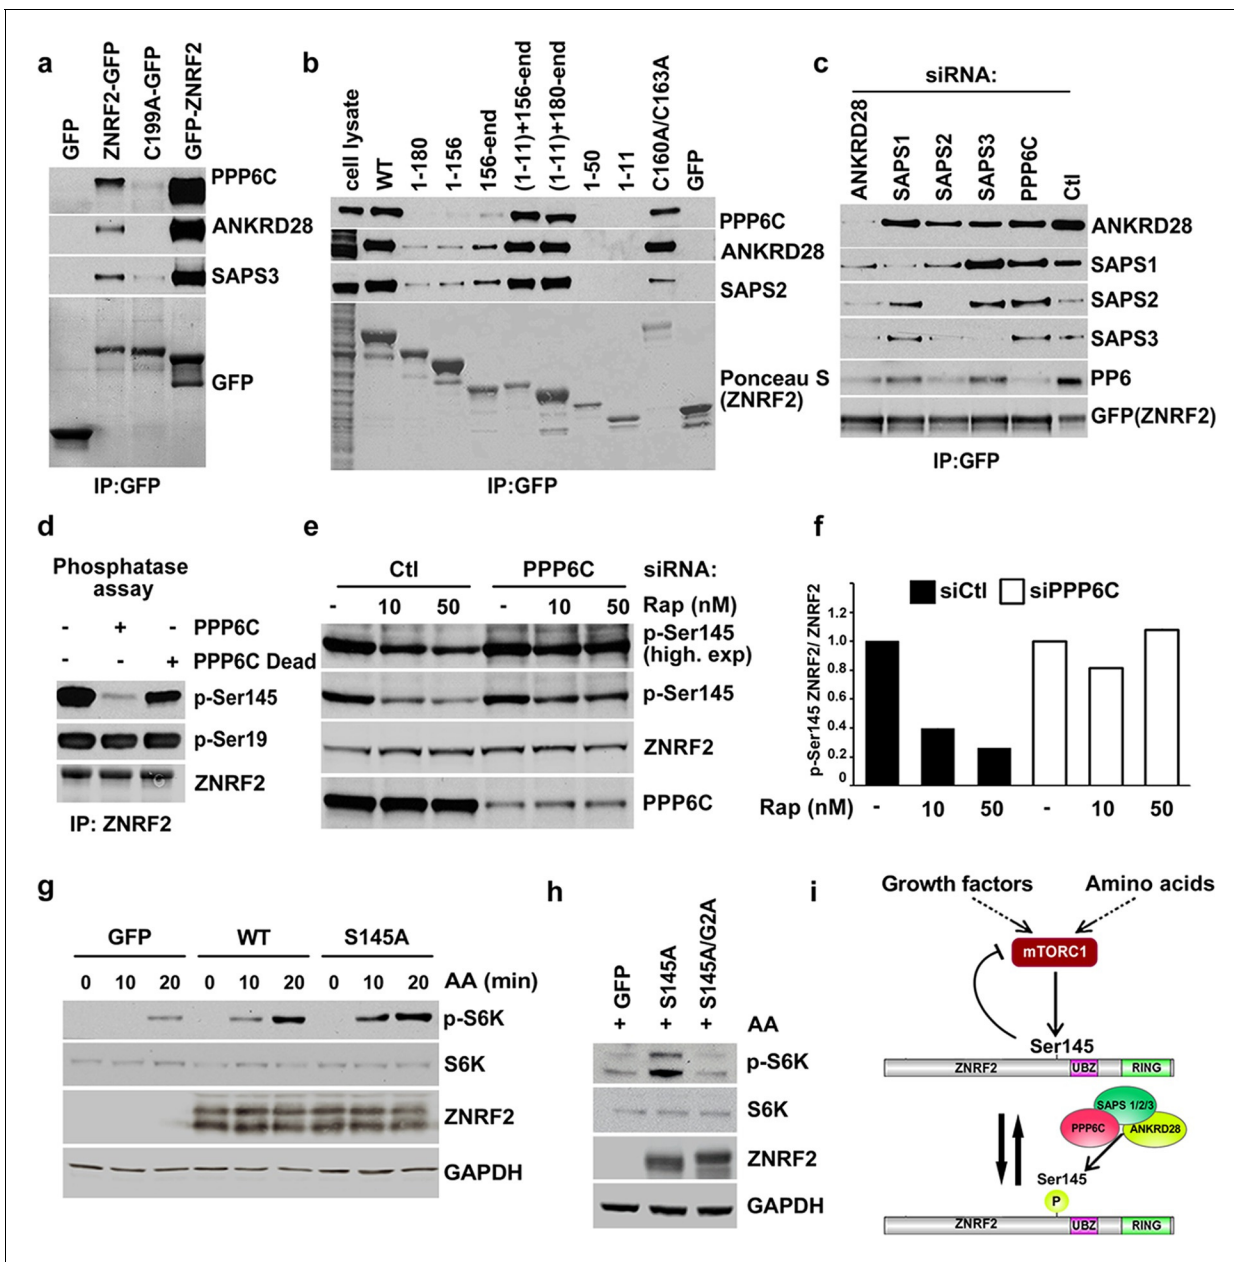 a
GFP
ZNRF2-GFP
C199A-GFP
GFP-ZNRF2
PPP6C
ANKRD28
SAPS3
GFP
IP:GFP
b
cell lysate
WT
1-180
1-156
156-end
(1-11)+156-end
(1-11)+180-end
1-50
1-11
C160A/C163A
GFP
PPP6C
ANKRD28
SAPS2
Ponceau S
(ZNRF2)
IP:GFP
c
siRNA:
ANKRD28
SAPS1
SAPS2
SAPS3
PPP6C
Ctl
ANKRD28
SAPS1
SAPS2
SAPS3
PP6
GFP(ZNRF2)
IP:GFP
d
Phosphatase
assay
- + - PPP6C
- - + PPP6C Dead
p-Ser145
p-Ser19
ZNRF2
IP: ZNRF2
e
Ctl PPP6C siRNA:
- 10 50 - 10 50 Rap (nM)
p-Ser145
(high. exp)
p-Ser145
ZNRF2
PPP6C
f
siCtl siPPP6C
p-Ser145 ZNRF2/ ZNRF2
1.2
1.0
0.8
0.6
0.4
0.2
0
Rap (nM) - 10 50 - 10 50
g
GFP WT S145A
0 10 20 0 10 20 0 10 20 AA (min)
p-S6K
S6K
ZNRF2
GAPDH
h
GFP
S145A
S145A/G2A
+ + + AA
p-S6K
S6K
ZNRF2
GAPDH
i
Growth factors Amino acids
mTORC1
Ser145
ZNRF2 UBZ RING
SAPS 1/2/3
PPP6C ANKRD28
Ser145
P
ZNRF2 UBZ RING